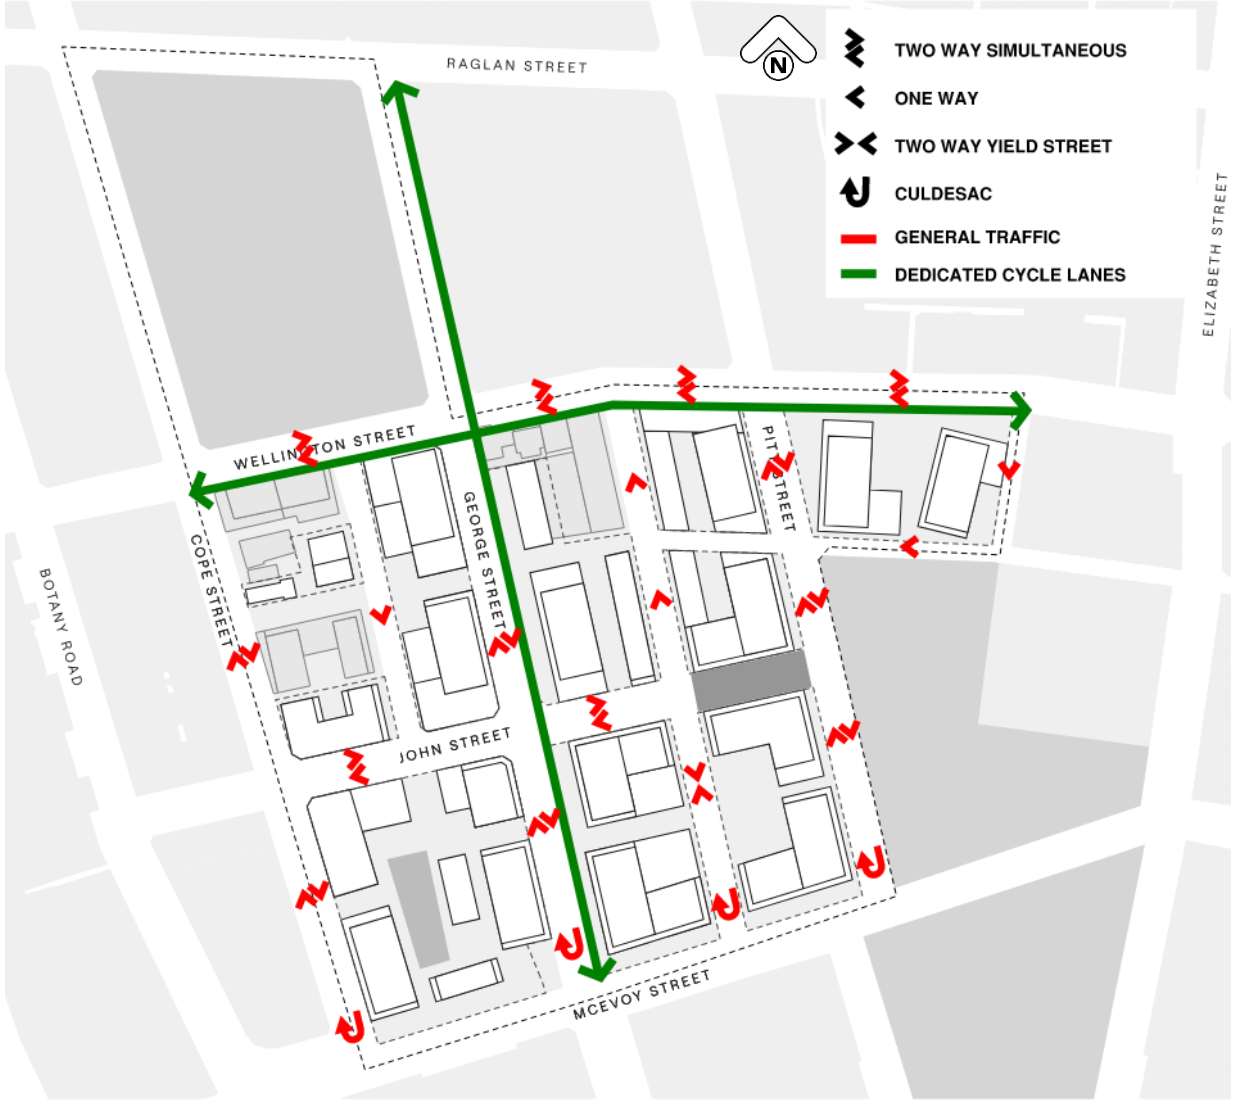 RAGLAN STREET
N
TWO WAY SIMULTANEOUS
ONE WAY
TWO WAY YIELD STREET
CULDESAC
GENERAL TRAFFIC
DEDICATED CYCLE LANES
ELIZABETH STREET
WELLINGTON STREET
PITT STREET
GEORGE STREET
COPE STREET
BOTANY ROAD
JOHN STREET
MCEVOY STREET